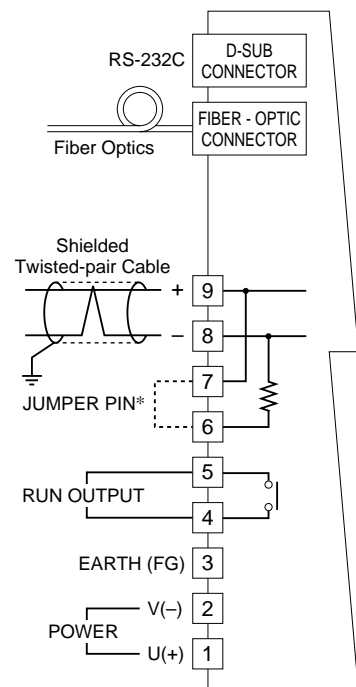 RS-232C
D-SUB
CONNECTOR
FIBER - OPTIC
CONNECTOR
Fiber Optics
Shielded
Twisted-pair Cable
+ 9
– 8
7
JUMPER PIN*
6
5
RUN OUTPUT
4
EARTH (FG) 3
V(–) 2
POWER
U(+) 1